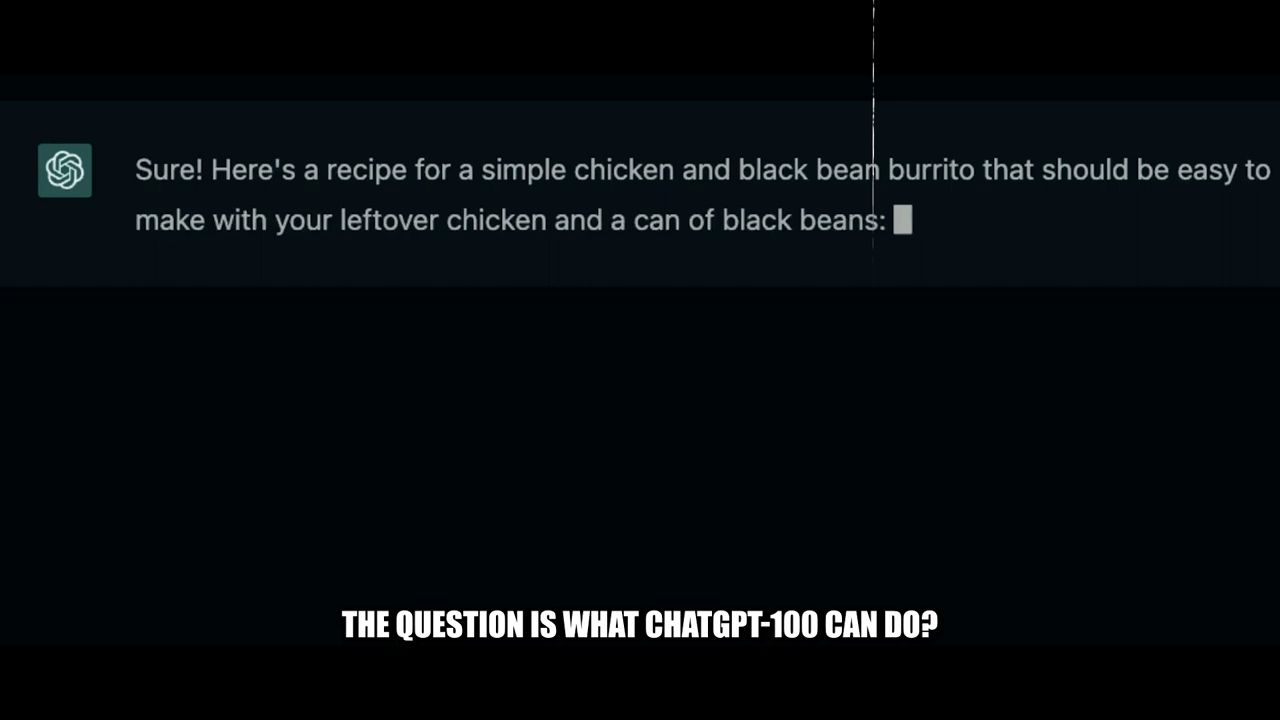 Sure! Here's a recipe for a simple chicken and black bean burrito that should be easy to
make with your leftover chicken and a can of black beans:
THE QUESTION IS WHAT CHATGPT-100 CAN DO?